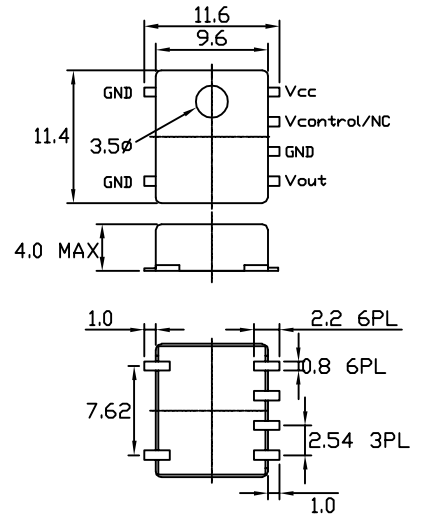 11.6
9.6
GND
Vcc
Vcontrol/NC
11.4
3.5ø
GND
GND
Vout
4.0 MAX
1.0
2.2 6PL
0.8 6PL
7.62
2.54 3PL
1.0